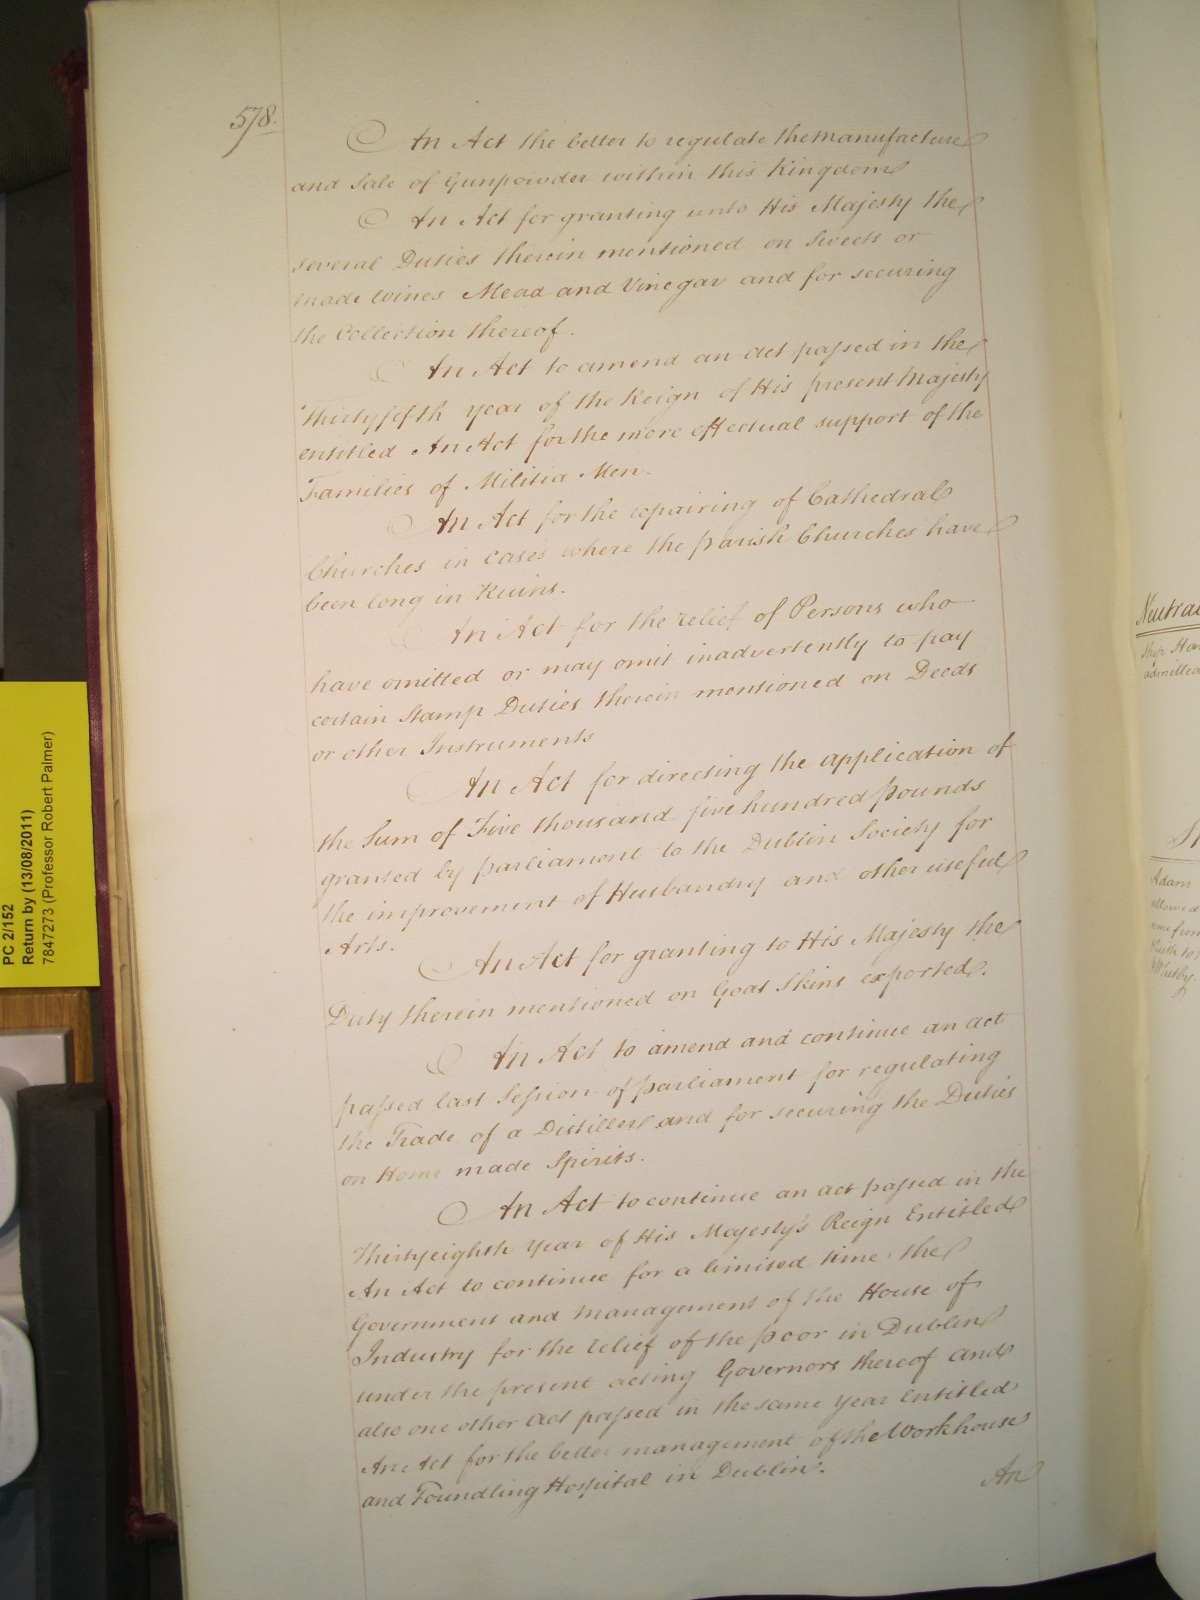 578.
An Act the better to regulate the manufacture
and Sale of Gunpowder within this Kingdom
An Act for granting unto His Majesty the
several Duties therein mentioned on Sweets or
made Wines Mead and Vinegar and for securing
the Collection thereof.
An Act to amend an act passed in the
Thirtyfifth year of the Reign of His present Majesty
entitled An Act for the more effectual support of the
Families of Militia Men.
An Act for the repairing of Cathedral
Churches in cases where the parish Churches have
been long in Ruins.
An Act for the relief of Persons who
have omitted or may omit inadvertently to pay
certain Stamp Duties therein mentioned on Deeds
or other Instruments
An Act for directing the application of
the Sum of Five thousand five hundred pounds
granted by parliament to the Dublin Society for
the improvement of Husbandry and other useful
Arts.
An Act for granting to His Majesty the
Duty therein mentioned on Goat Skins exported.
An Act to amend and continue an act
passed last Session of parliament for regulating
the Trade of a Distiller and for securing the Duties
on Home made Spirits.
An Act to continue an act passed in the
Thirtyeighth year of His Majesty's Reign Entitled
An Act to continue for a limited time the
Government and management of the House of
Industry for the relief of the poor in Dublin
under the present acting Governors thereof and
also one other act passed in the same year Entitled
An Act for the better management of the Workhouse
and Foundling Hospital in Dublin.
An
PC 2/152
Return by (13/08/2011)
7847273 (Professor Robert Palmer)
Neutral
Ship
admitted
Adam
allowed
from
Whitby.